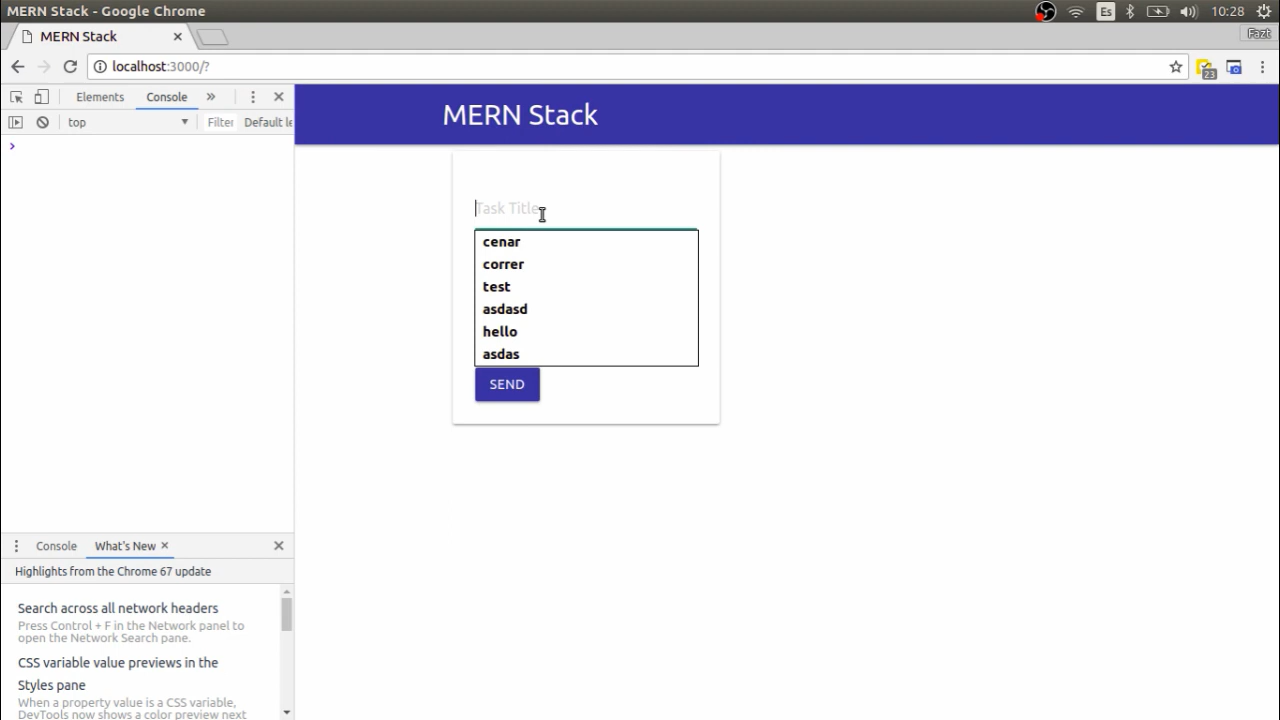 MERN Stack - Google Chrome
Es
10:28
MERN Stack
Fazt
localhost:3000/?
23
Elements
Console
»
top
Filter
Default le
MERN Stack
Task Title
cenar
correr
test
asdasd
hello
asdas
SEND
Console
What's New
Highlights from the Chrome 67 update
Search across all network headers
Press Control + F in the Network panel to
open the Network Search pane.
CSS variable value previews in the
Styles pane
When a property value is a CSS variable,
DevTools now shows a color preview next